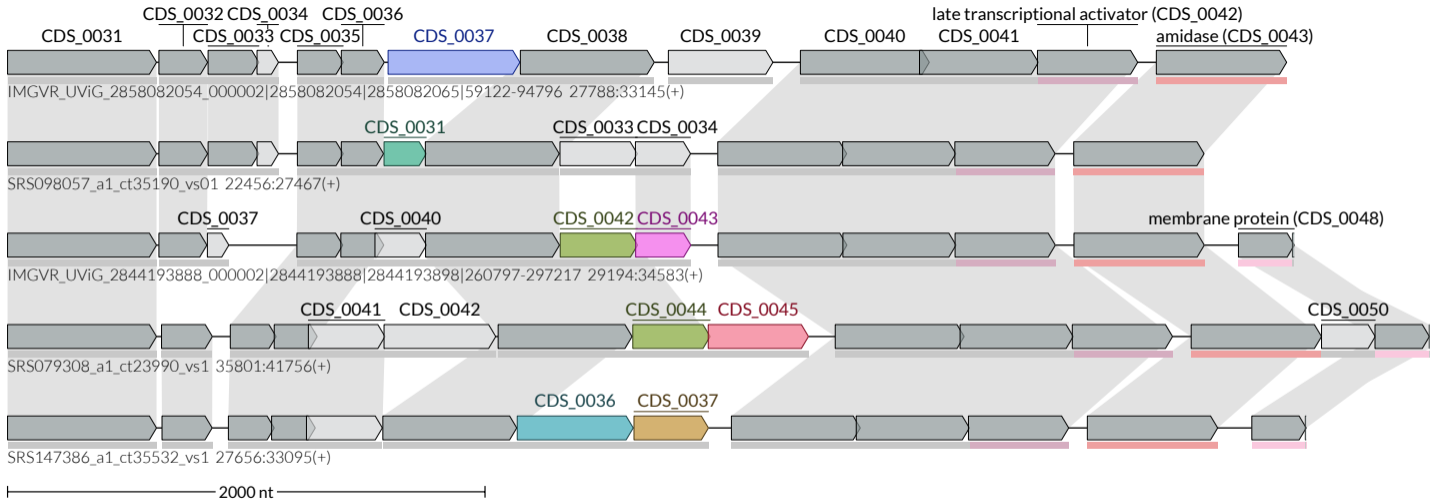 CDS_0032 CDS_0034 CDS_0036 late transcriptional activator (CDS_0042)
CDS_0031 CDS_0033 CDS_0035 CDS_0037 CDS_0038 CDS_0039 CDS_0040 CDS_0041 amidase (CDS_0043)
IMGVR_UViG_2858082054_000002|2858082054|2858082065|59122-94796 27788:33145(+)
CDS_0031 CDS_0033 CDS_0034
SRS098057_a1_ct35190_vs01 22456:27467(+)
CDS_0037 CDS_0040 CDS_0042 CDS_0043 membrane protein (CDS_0048)
IMGVR_UViG_2844193888_000002|2844193888|2844193898|260797-297217 29194:34583(+)
CDS_0041 CDS_0042 CDS_0044 CDS_0045 CDS_0050
SRS079308_a1_ct23990_vs1 35801:41756(+)
CDS_0036 CDS_0037
SRS147386_a1_ct35532_vs1 27656:33095(+)
2000 nt